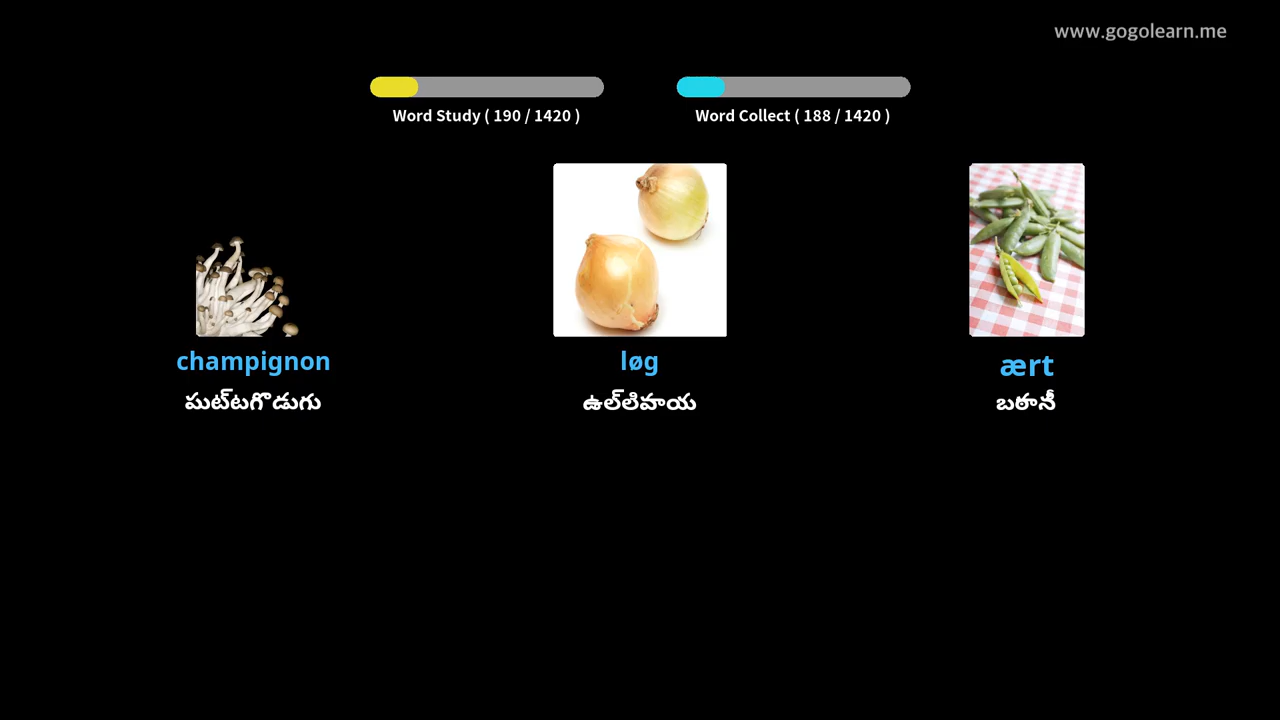 www.gogolearn.me
Word Study ( 190 / 1420 )
Word Collect ( 188 / 1420 )
champignon
పుట్‌టగొడుగు
løg
ఉల్‌లివాయ
ært
బఠానీ